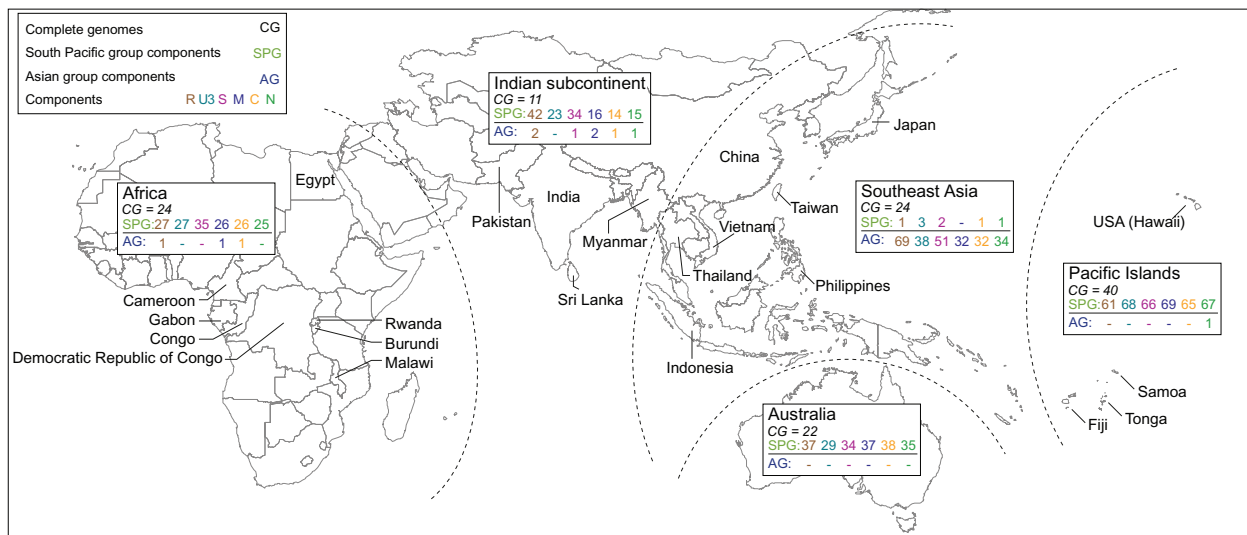 Complete genomes CG
South Pacific group components SPG
Asian group components AG
Components R U3 S M C N
Indian subcontinent
CG = 11
SPG: 42 23 34 16 14 15
AG: 2 - 1 2 1 1
Japan
China
Egypt
Africa
CG = 24
SPG:27 27 35 26 26 25
AG: 1 - - 1 1 -
India
Pakistan
Myanmar
Taiwan
Vietnam
Southeast Asia
CG = 24
SPG: 1 3 2 - 1 1
AG: 69 38 51 32 32 34
USA (Hawaii)
Thailand
Philippines
Sri Lanka
Pacific Islands
CG = 40
SPG:61 68 66 69 65 67
AG: - - - - - 1
Cameroon
Gabon
Congo
Democratic Republic of Congo
Rwanda
Burundi
Malawi
Indonesia
Australia
CG = 22
SPG:37 29 34 37 38 35
AG: - - - - - -
Samoa
Tonga
Fiji